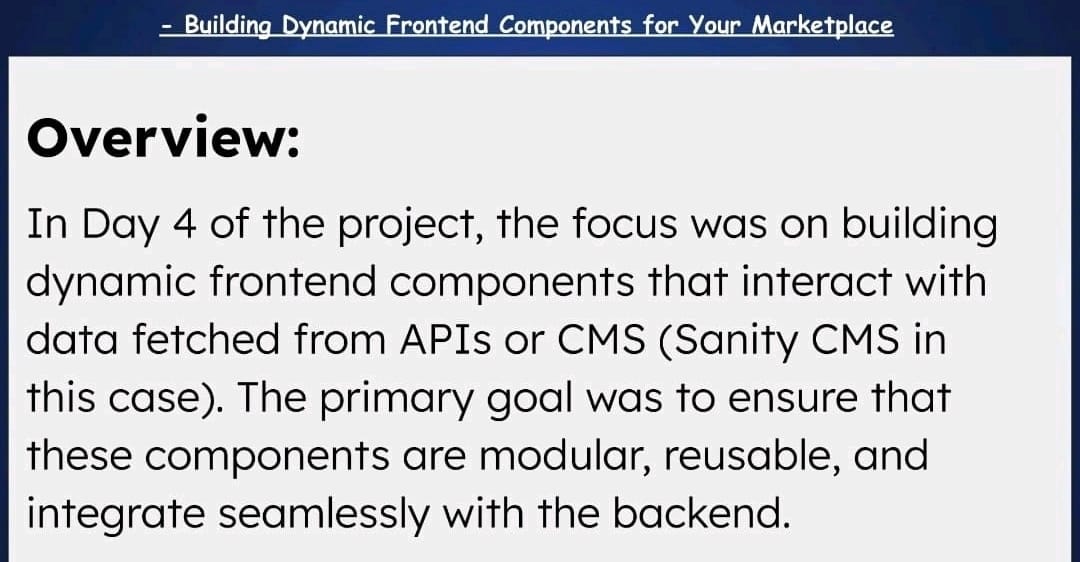 - Building Dynamic Frontend Components for Your Marketplace
Overview:
In Day 4 of the project, the focus was on building
dynamic frontend components that interact with
data fetched from APIs or CMS (Sanity CMS in
this case). The primary goal was to ensure that
these components are modular, reusable, and
integrate seamlessly with the backend.